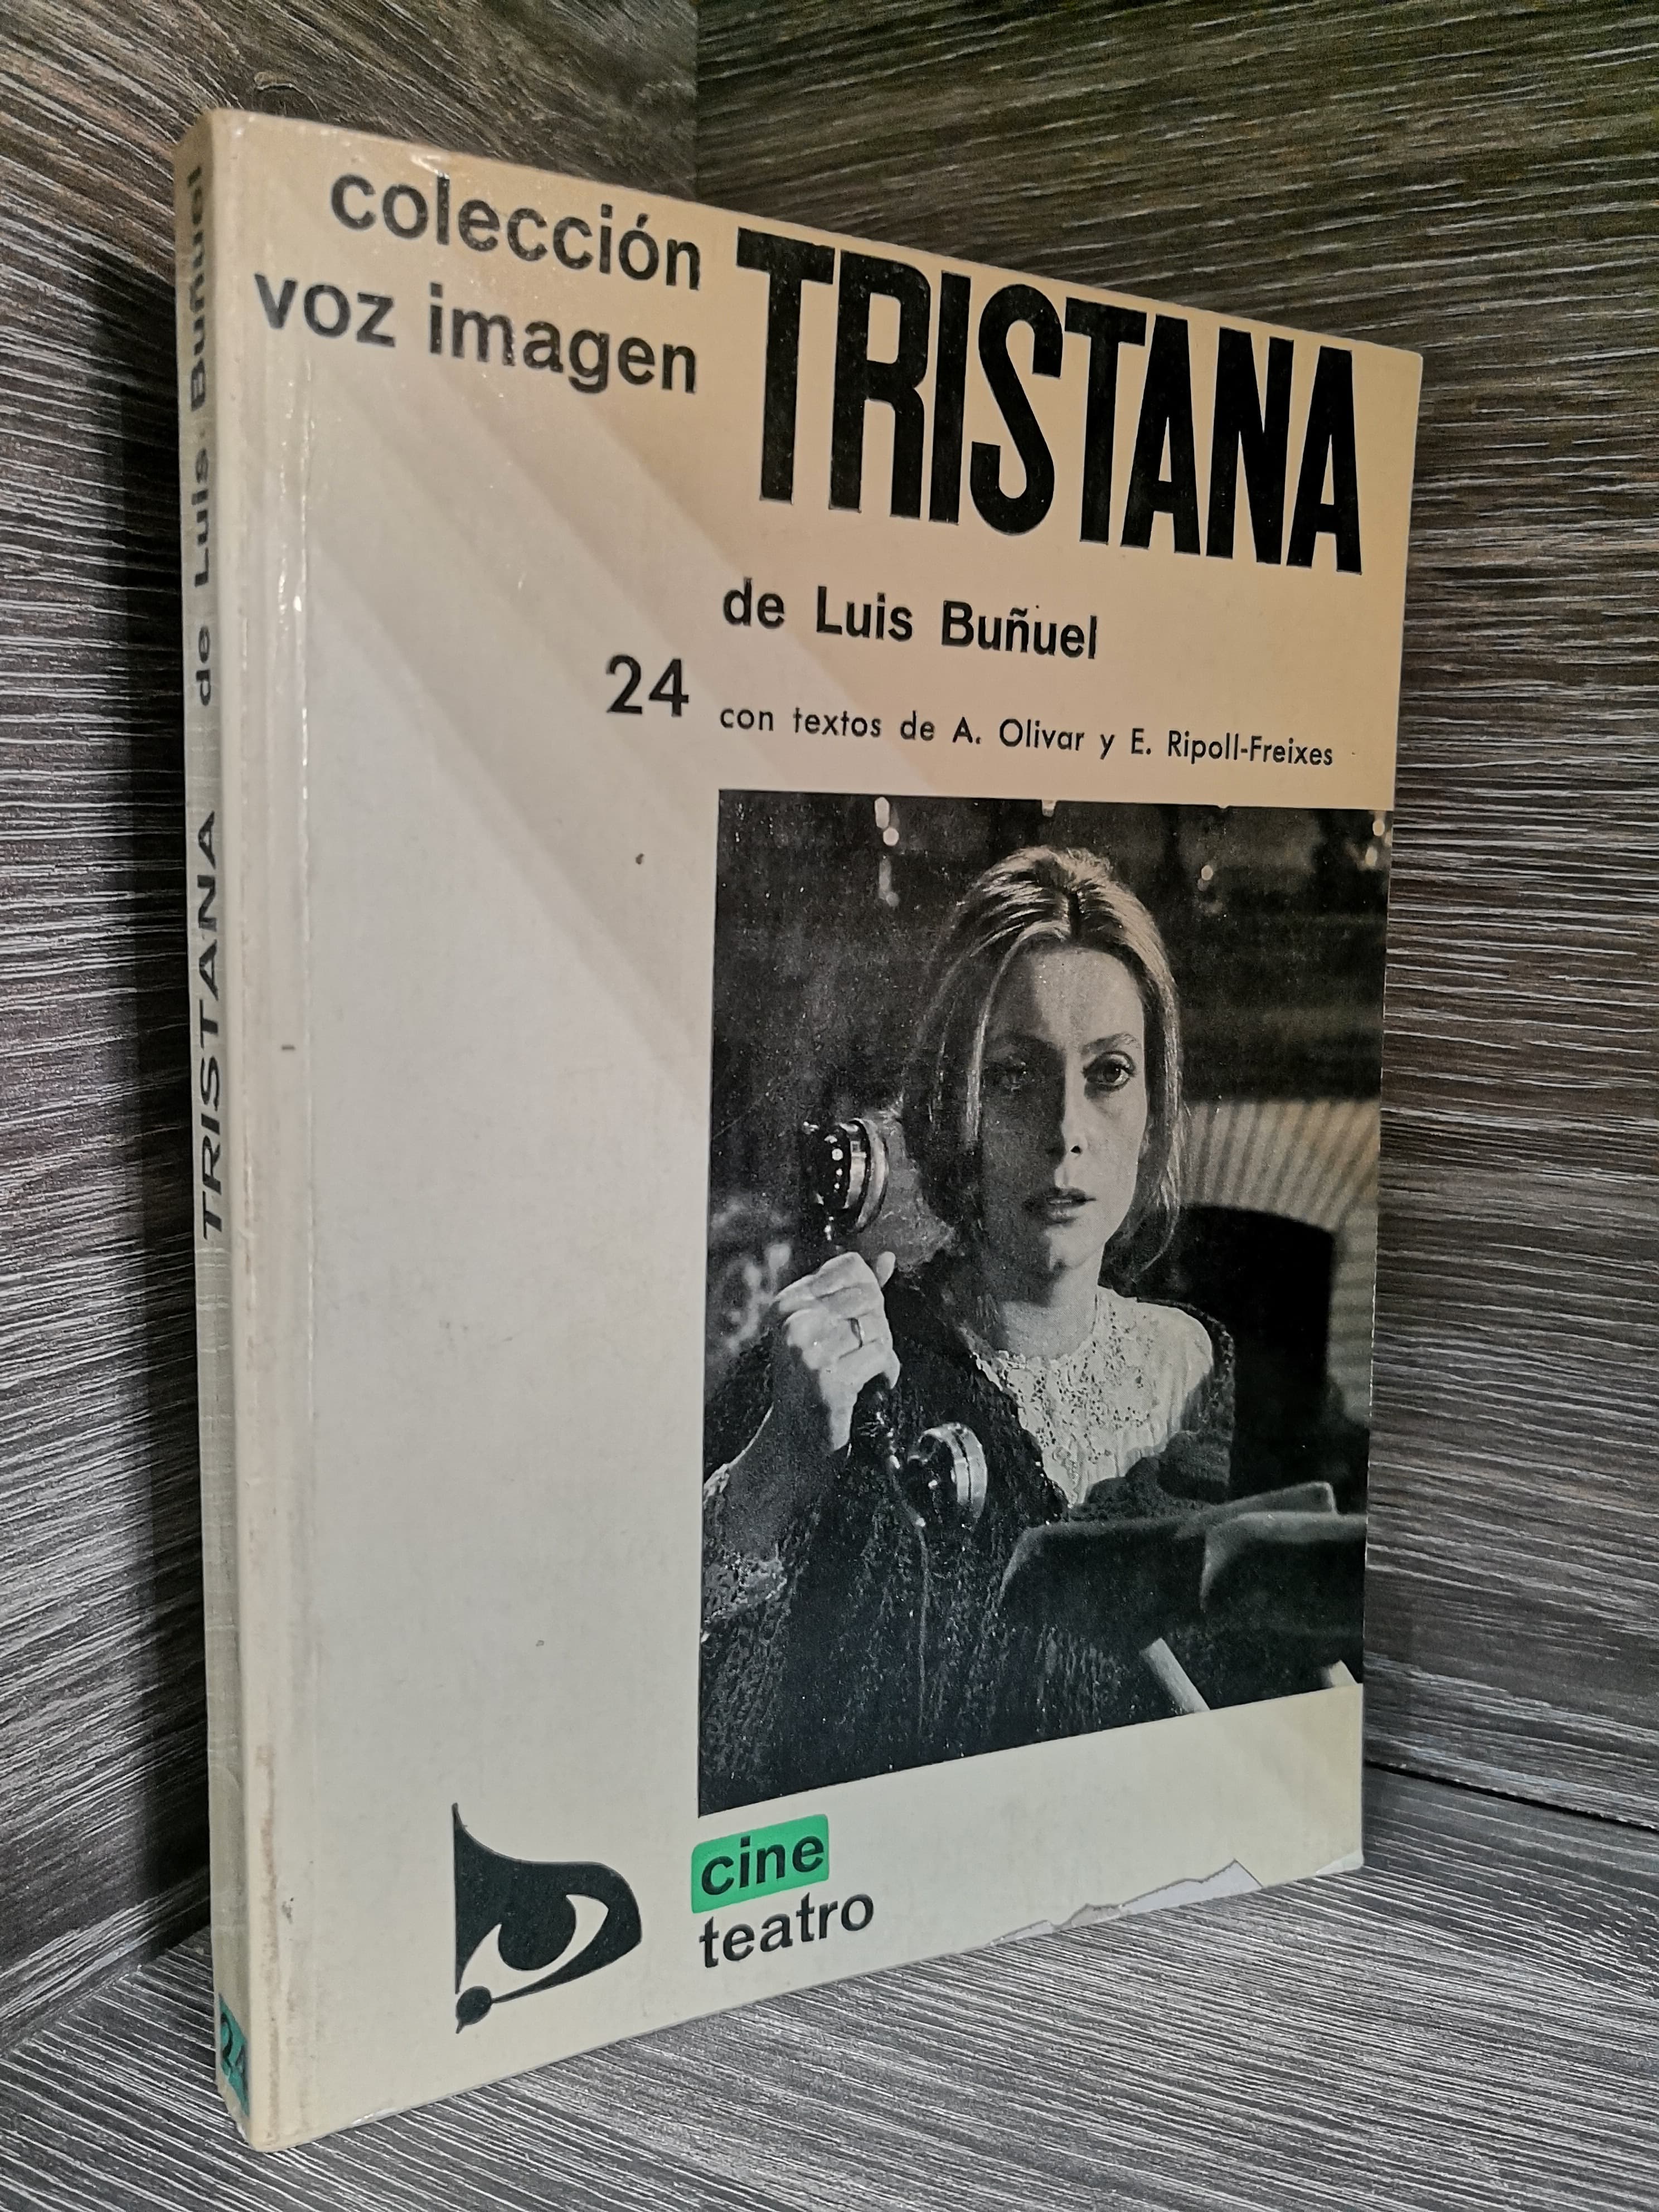 colección
voz imagen
TRISTANA
de Luis Buñuel
24
con textos de A. Olivar y E. Ripoll-Freixes
cine
teatro
TRISTANA de Luis Buñuel
24